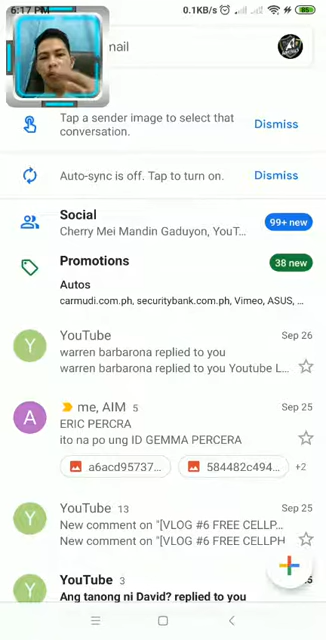 6:17 PM
0.1KB/s
85
nail
Tap a sender image to select that
conversation.
Dismiss
Auto-sync is off. Tap to turn on.
Dismiss
Social
99+ new
Cherry Mei Mandin Gaduyon, YouT...
Promotions
38 new
Autos
carmudi.com.ph, securitybank.com.ph, Vimeo, ASUS, ...
Y
YouTube
Sep 26
warren barbarona replied to you
warren barbarona replied to you Youtube L...
A
me, AIM 5
Sep 25
ERIC PERCRA
ito na po ung ID GEMMA PERCERA
a6acd95737...
584482c494...
+2
Y
YouTube 13
Sep 25
New comment on "[VLOG #6 FREE CELLP...
New comment on "[VLOG #6 FREE CELLPH
Y
YouTube 3
Ang tanong ni David? replied to you